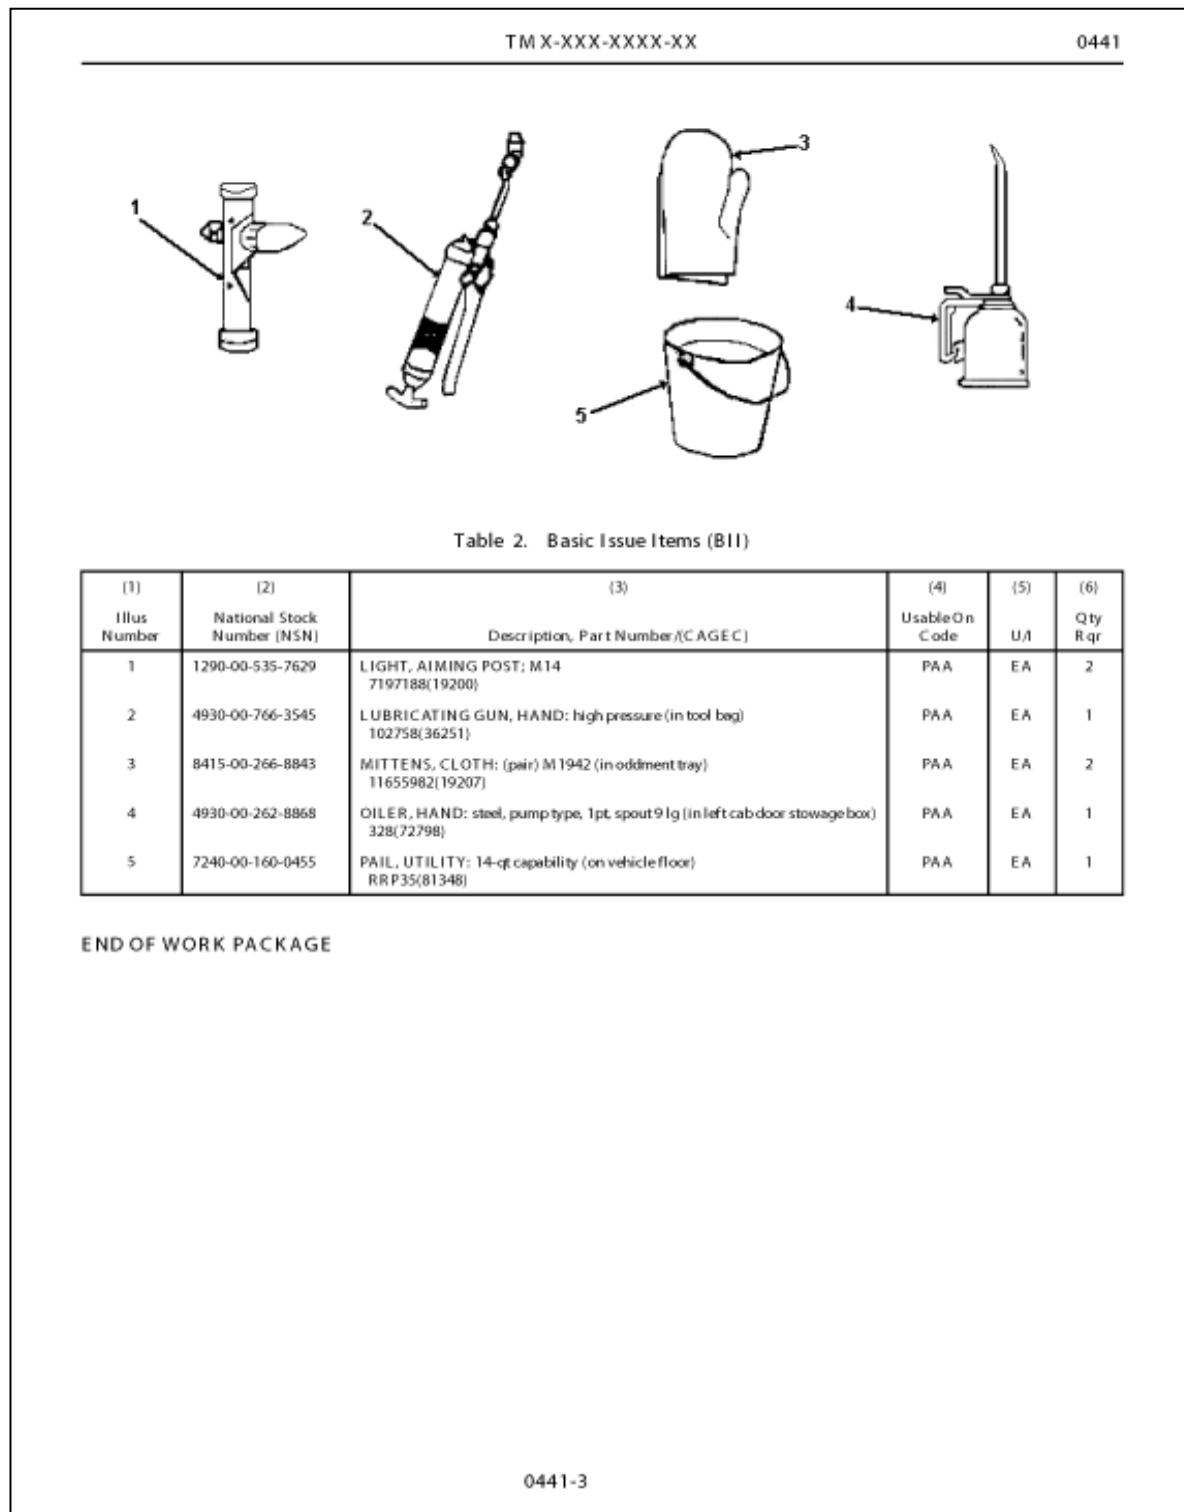 TM X-XXX-XXXX-XX 0441
1
2
3
4
5
Table 2. Basic Issue Items (BII)
(1) (2) (3) (4) (5) (6)
Illus Number National Stock Number (NSN) Description, Part Number/(CAGEC) Usable On Code U/I Qty Rqr
1 1290-00-535-7629 LIGHT, AIMING POST; M14 PAA EA 2
7197188(19200)
2 4930-00-766-3545 LUBRICATING GUN, HAND: high pressure (in tool bag) PAA EA 1
102758(36251)
3 8415-00-266-8843 MITTENS, CLOTH: (pair) M1942 (in oddment tray) PAA EA 2
11655982(19207)
4 4930-00-262-8868 OILER, HAND: steel, pump type, 1pt, spout 9 lg (in left cab door stowage box) PAA EA 1
328(72798)
5 7240-00-160-0455 PAIL, UTILITY: 14-qt capability (on vehicle floor) PAA EA 1
RRP35(81348)
END OF WORK PACKAGE
0441-3